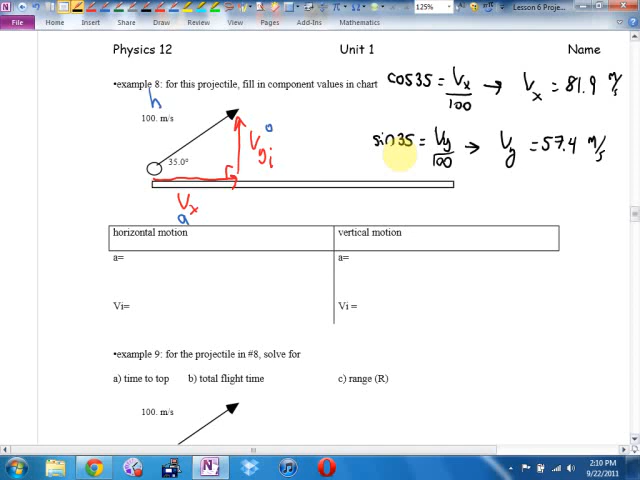 Lesson 6 Proje...
File Home Insert Share Draw Review View Add-Ins Mathematics
125%
Physics 12 Unit 1 Name
•example 8: for this projectile, fill in component values in chart
cos35 = Vx/100 → Vx = 81.9 m/s
h
100. m/s
o
Vyi
sin35 = Vy/100 → Vy = 57.4 m/s
35.0°
Vx
a
horizontal motion vertical motion
a= a=
Vi= Vi =
•example 9: for the projectile in #8, solve for
a) time to top b) total flight time c) range (R)
100. m/s
2:10 PM
9/22/2011